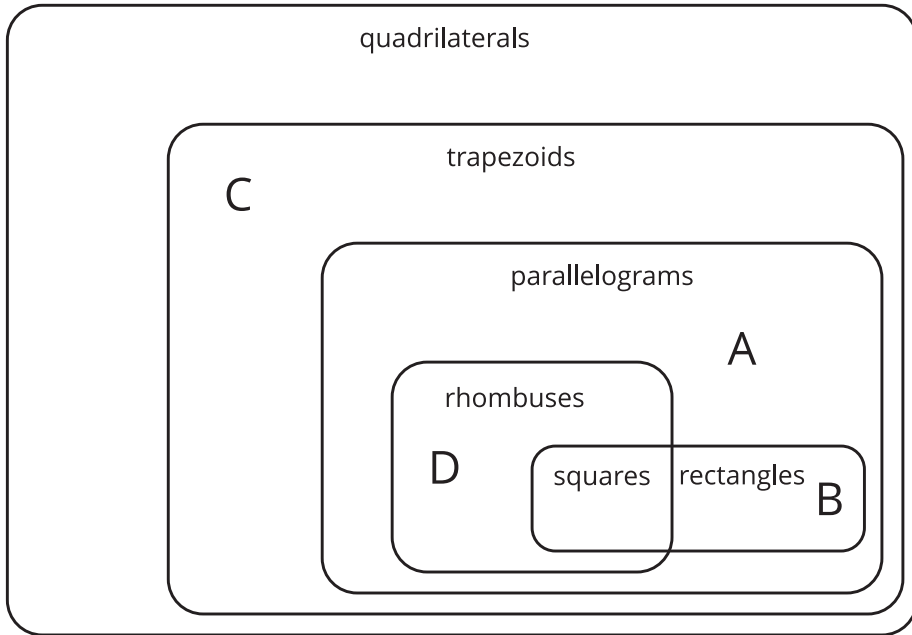 quadrilaterals
trapezoids
C
parallelograms
A
rhombuses
D
squares
rectangles
B